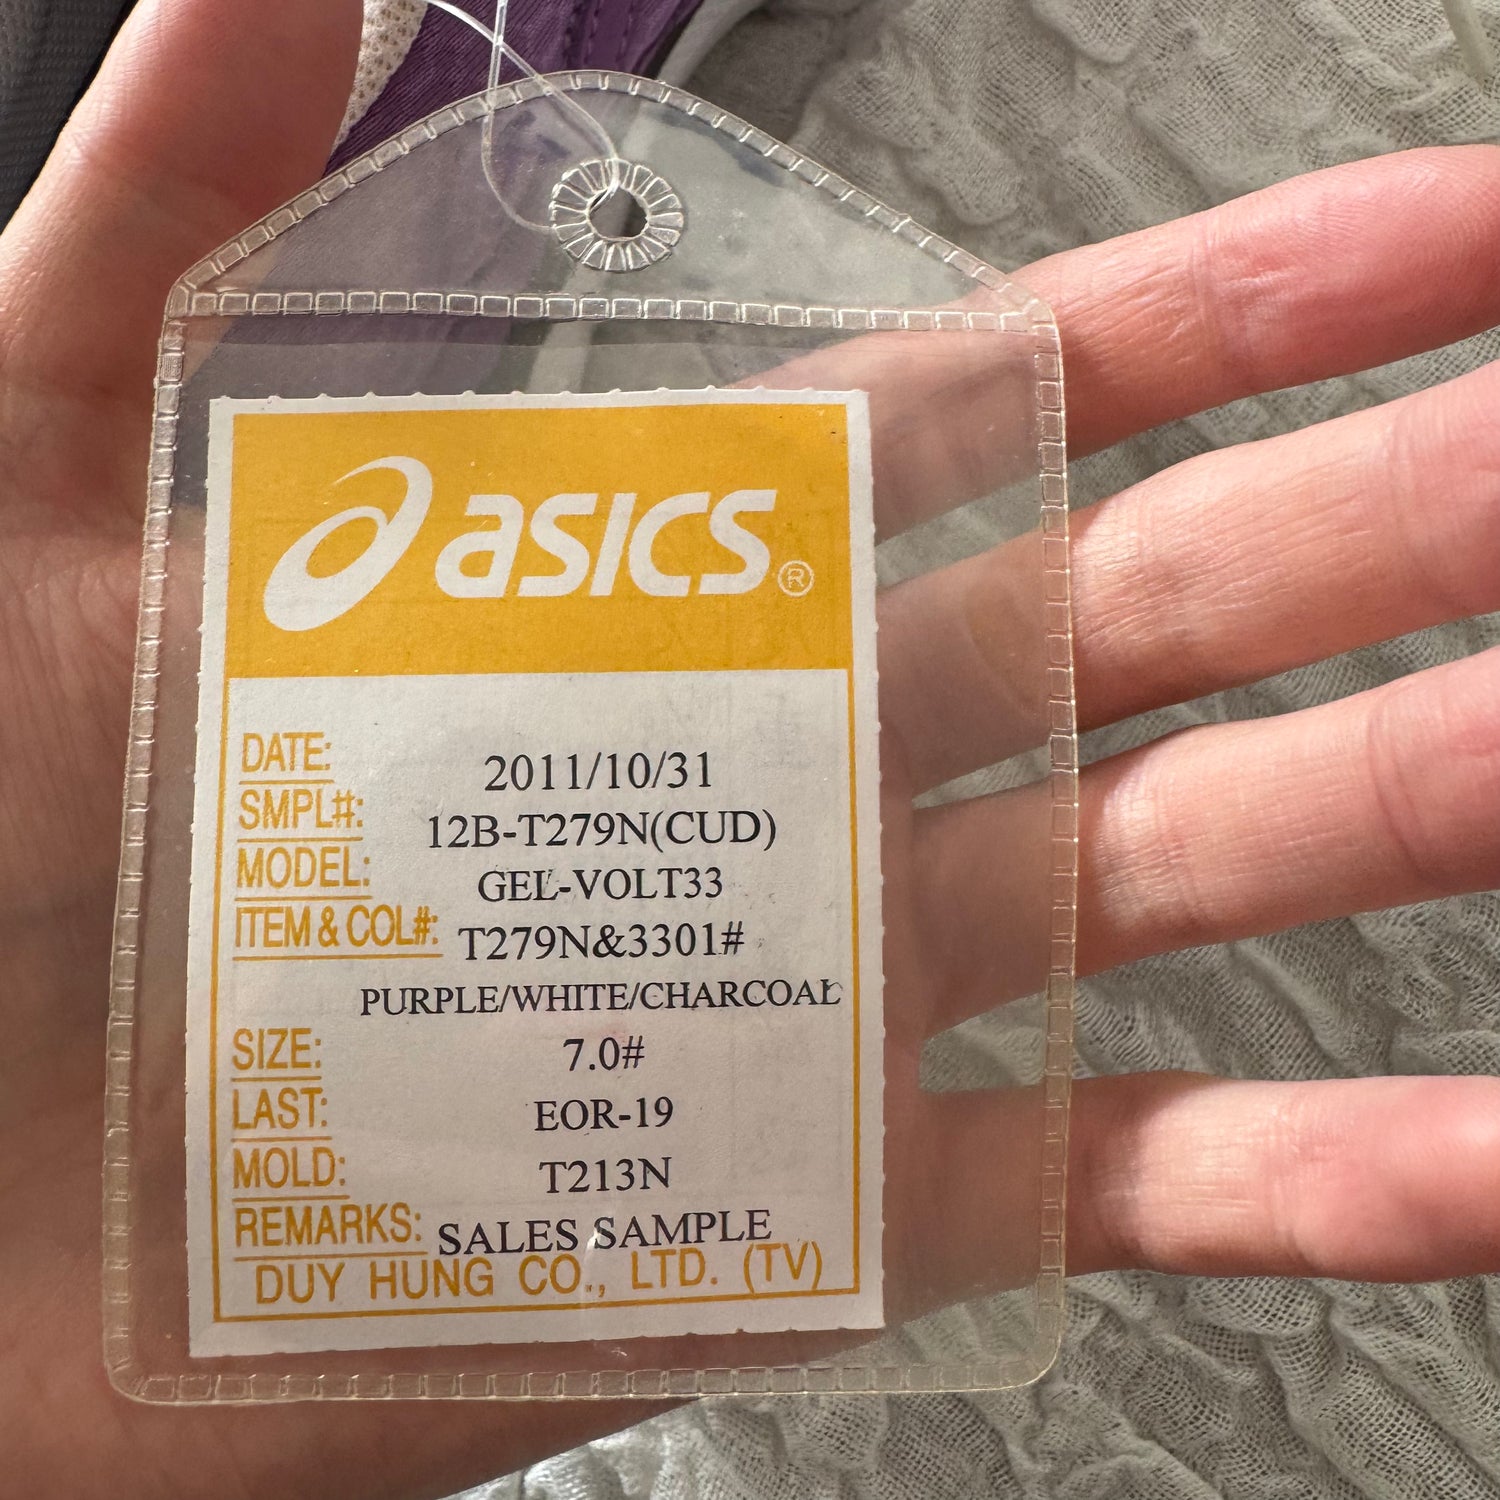 asics®
DATE: 2011/10/31
SMPL#: 12B-T279N(CUD)
MODEL: GEL-VOLT33
ITEM & COL#: T279N&3301#
PURPLE/WHITE/CHARCOAL
SIZE: 7.0#
LAST: EOR-19
MOLD: T213N
REMARKS: SALES SAMPLE
DUY HUNG CO., LTD. (TV)